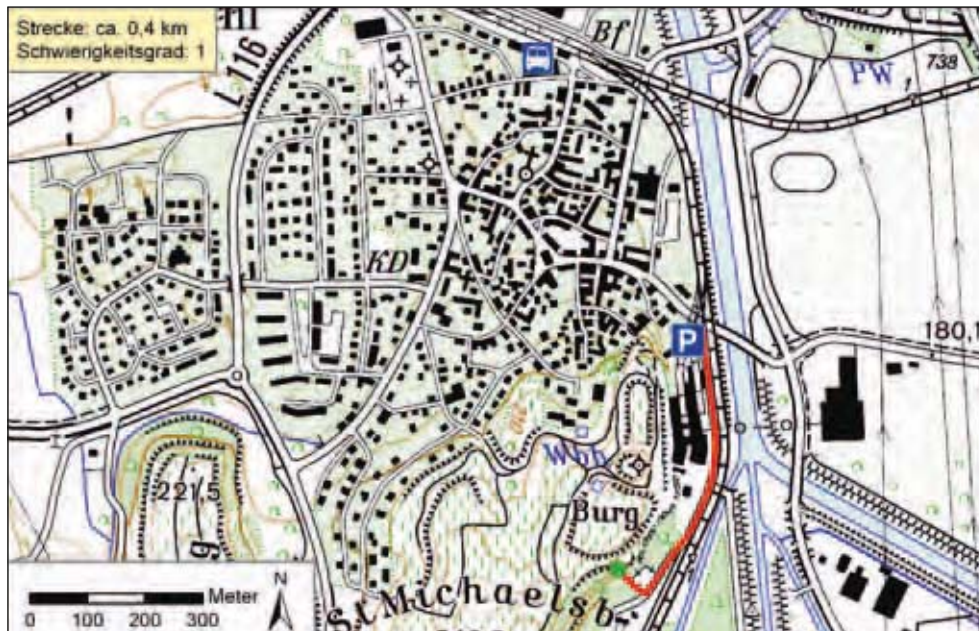 Strecke: ca. 0,4 km
Schwierigkeitsgrad: 1
L 116
Bf
PW
738
1
KD
P
180,
Wbb
221,5
Burg
g
St Michaelsb
N
Meter
0 100 200 300